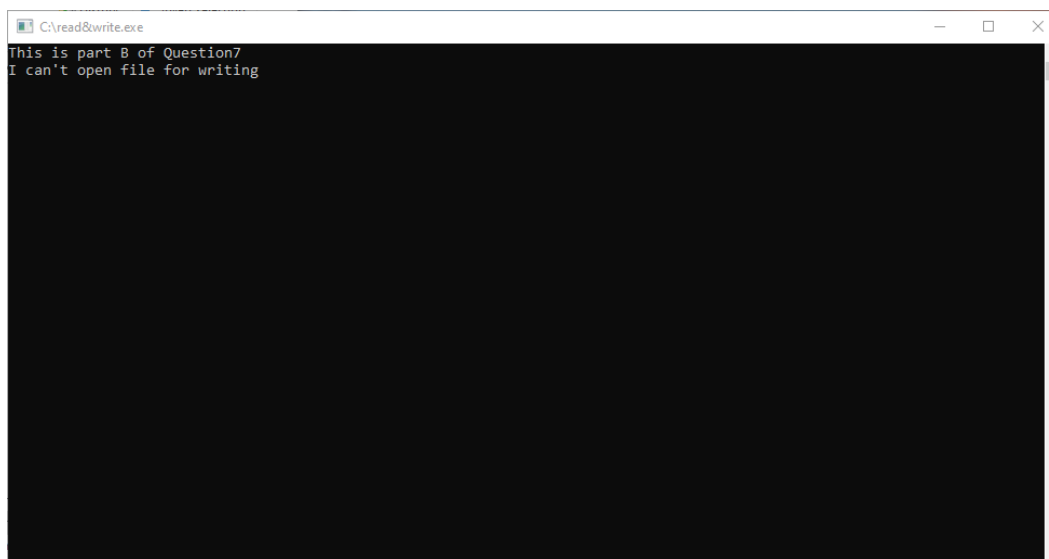 C:\read&write.exe
This is part B of Question7
I can't open file for writing